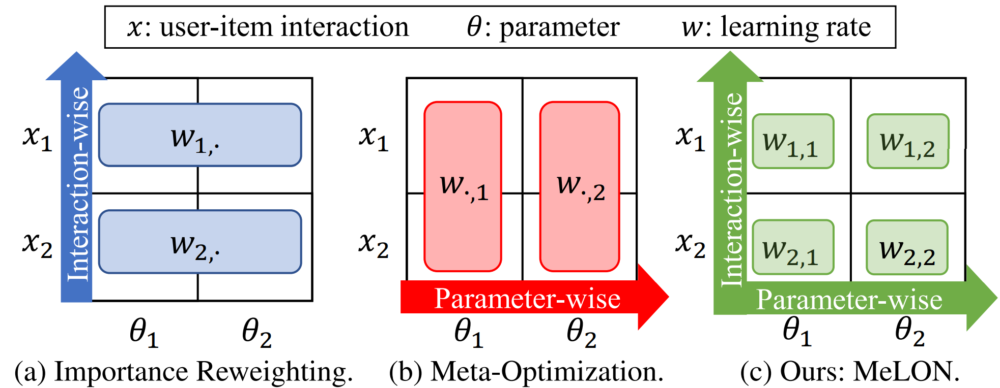 x: user-item interaction θ: parameter w: learning rate
Interaction-wise
x₁
w₁,.
x₂
w₂,.
θ₁ θ₂
(a) Importance Reweighting.
x₁
x₂
w.,₁ w.,₂
Parameter-wise
θ₁ θ₂
(b) Meta-Optimization.
Interaction-wise
x₁
w₁,₁ w₁,₂
x₂
w₂,₁ w₂,₂
Parameter-wise
θ₁ θ₂
(c) Ours: MeLON.